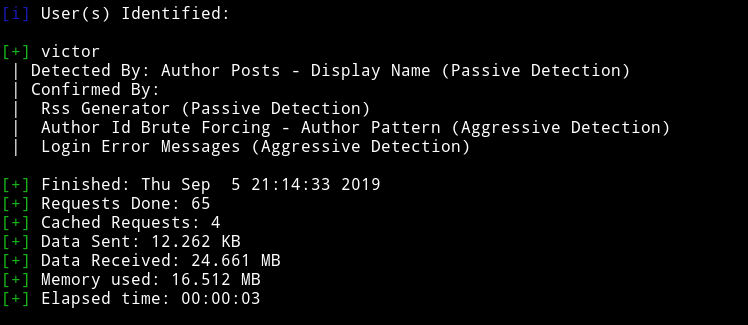 [i] User(s) Identified:
[+] victor
| Detected By: Author Posts - Display Name (Passive Detection)
| Confirmed By:
|  Rss Generator (Passive Detection)
|  Author Id Brute Forcing - Author Pattern (Aggressive Detection)
|  Login Error Messages (Aggressive Detection)
[+] Finished: Thu Sep  5 21:14:33 2019
[+] Requests Done: 65
[+] Cached Requests: 4
[+] Data Sent: 12.262 KB
[+] Data Received: 24.661 MB
[+] Memory used: 16.512 MB
[+] Elapsed time: 00:00:03